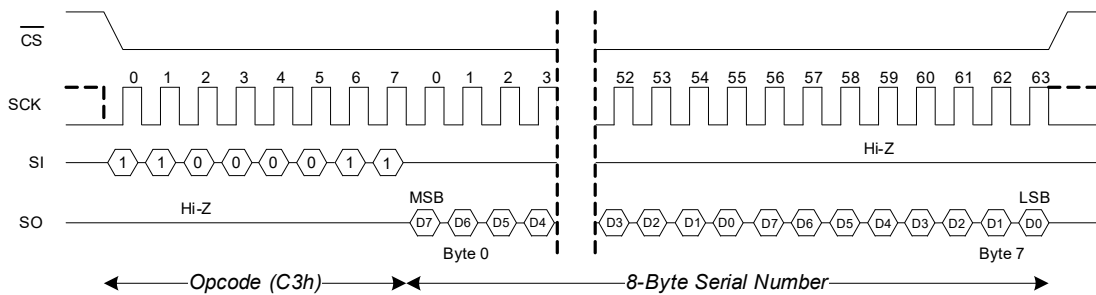 CS
0 1 2 3 4 5 6 7 0 1 2 3 52 53 54 55 56 57 58 59 60 61 62 63
SCK
Hi-Z
SI 1 1 0 0 0 0 1 1
Hi-Z MSB LSB
SO D7 D6 D5 D4 D3 D2 D1 D0 D7 D6 D5 D4 D3 D2 D1 D0
Byte 0 Byte 7
Opcode (C3h) 8-Byte Serial Number